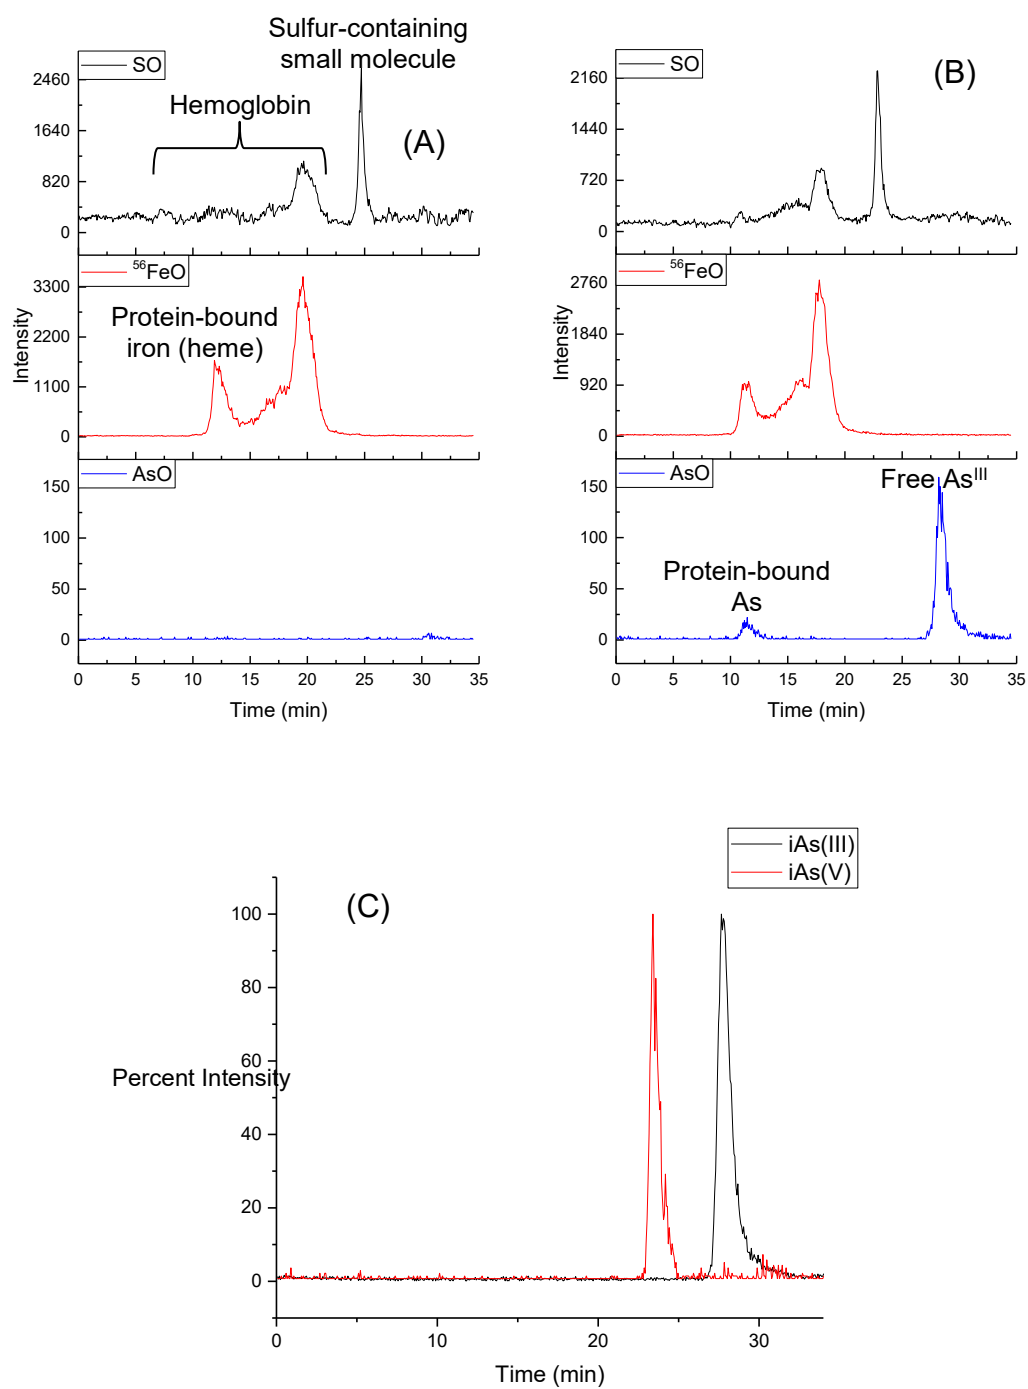 Sulfur-containing
small molecule
SO
2460
1640
820
0
Hemoglobin
(A)
⁵⁶FeO
3300
2200
1100
0
Protein-bound
iron (heme)
Intensity
AsO
150
100
50
0
0 5 10 15 20 25 30 35
Time (min)
SO
(B)
2160
1440
720
0
⁵⁶FeO
2760
1840
920
0
Intensity
AsO
Free Asᴵᴵᴵ
150
100
50
0
Protein-bound
As
0 5 10 15 20 25 30 35
Time (min)
iAs(III)
iAs(V)
(C)
100
80
60
40
20
0
Percent Intensity
0 10 20 30
Time (min)